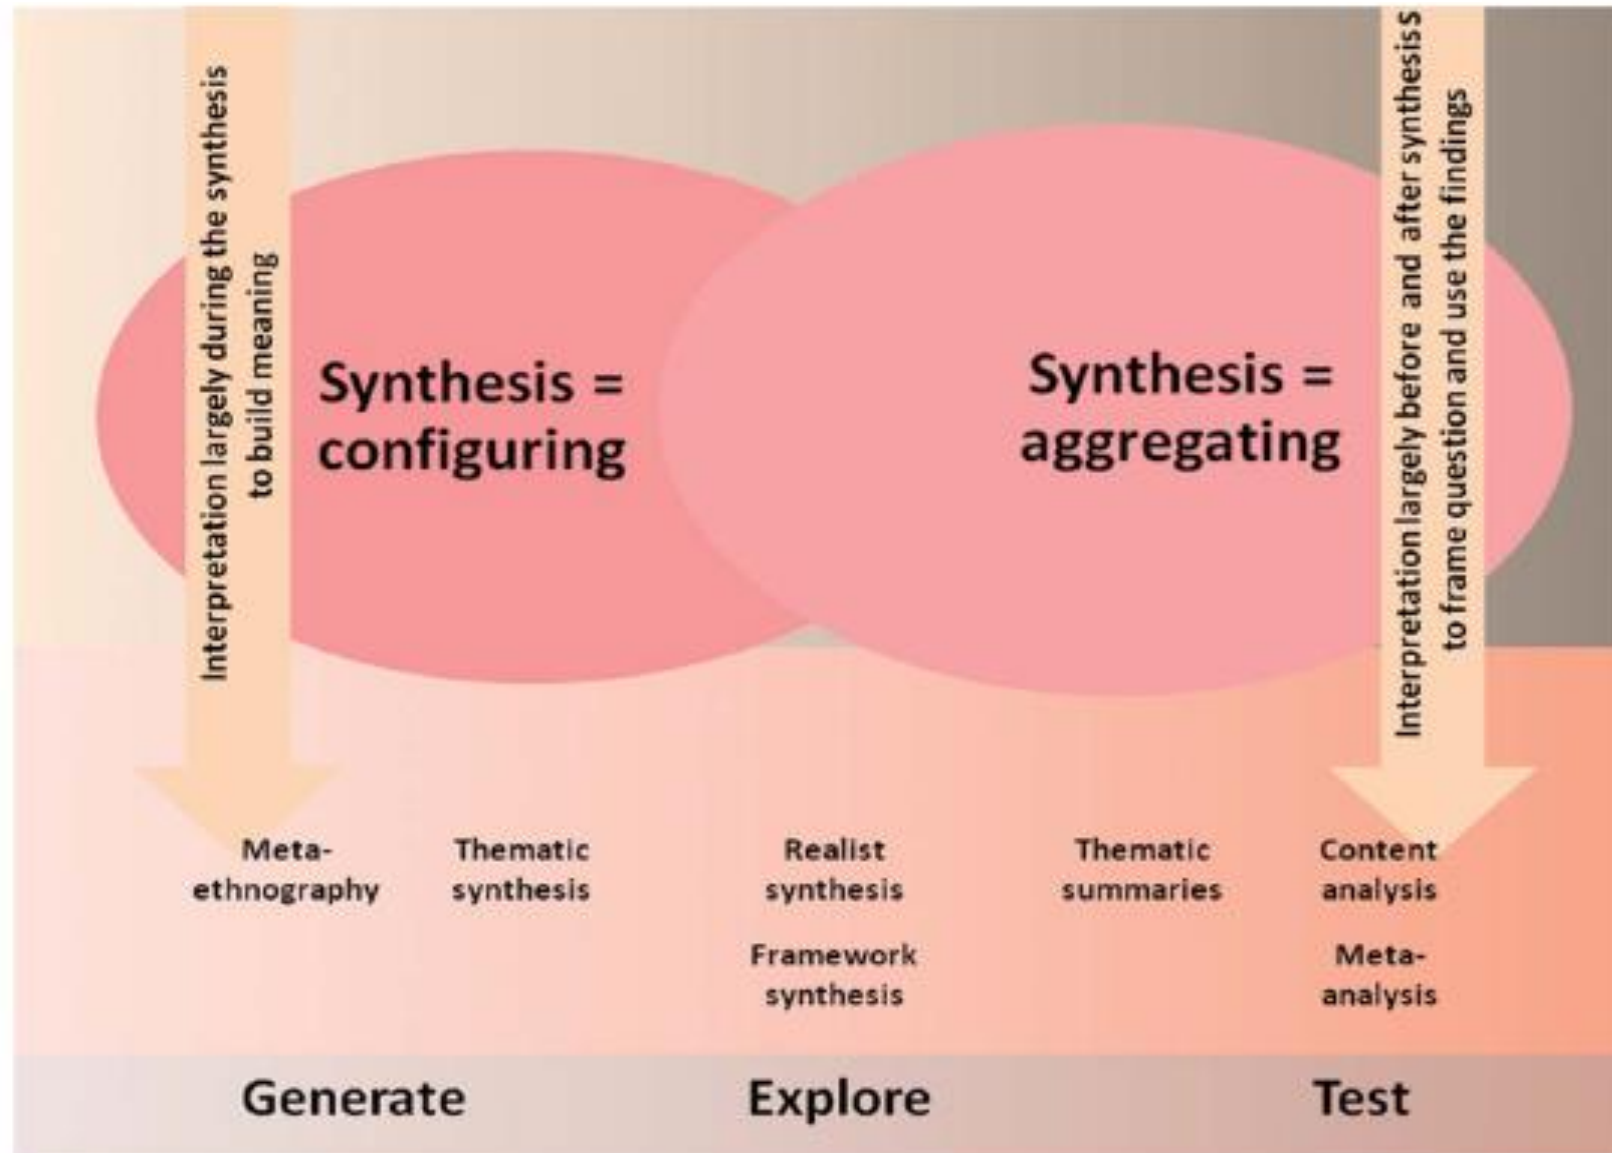 Interpretation largely during the synthesis
to build meaning
Synthesis =
configuring
Synthesis =
aggregating
Interpretation largely before and after synthesisS
to frame question and use the findings
Meta-
ethnography
Thematic
synthesis
Realist
synthesis
Framework
synthesis
Thematic
summaries
Content
analysis
Meta-
analysis
Generate
Explore
Test